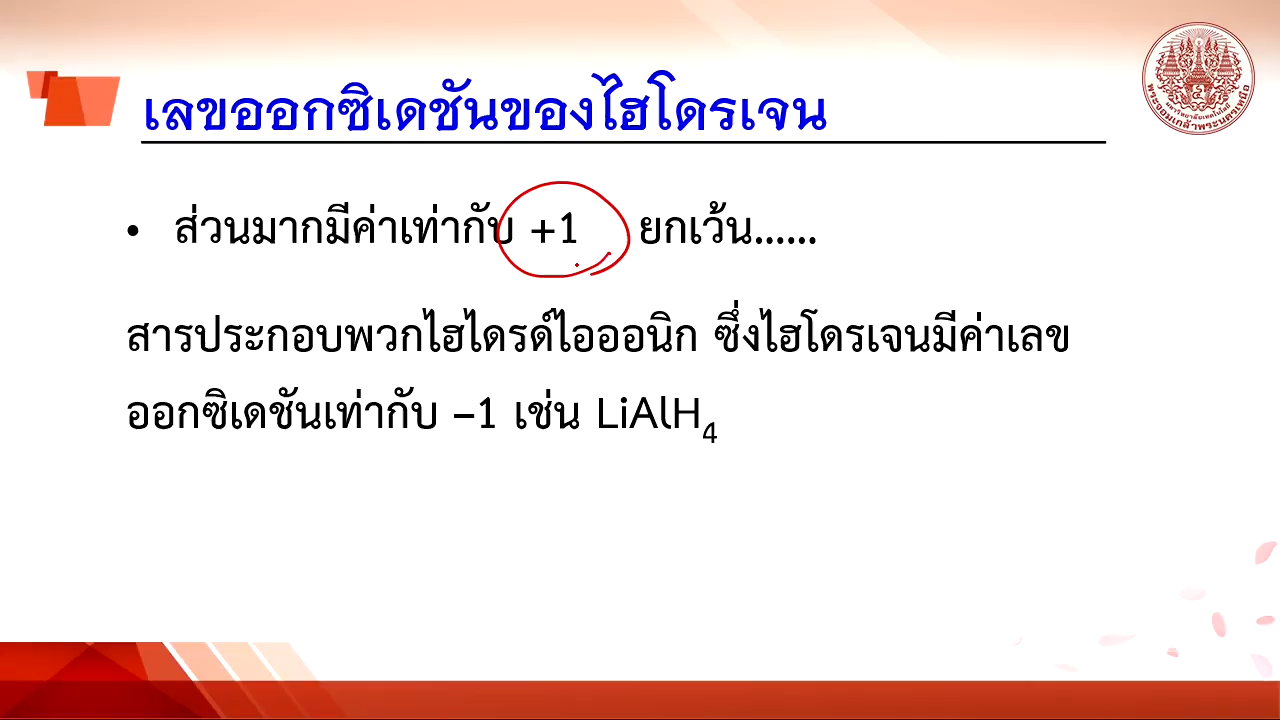 เลขออกซิเดชันของไฮโดรเจน
• ส่วนมากมีค่าเท่ากับ +1 ยกเว้น......
สารประกอบพวกไฮไดรด์ไอออนิก ซึ่งไฮโดรเจนมีค่าเลข
ออกซิเดชันเท่ากับ –1 เช่น LiAlH₄